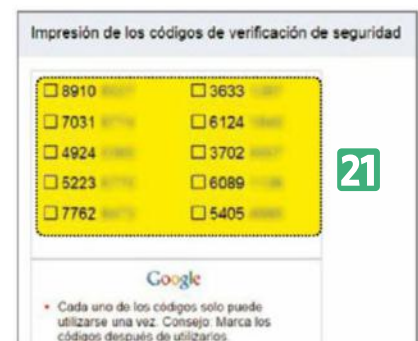 Impresión de los códigos de verificación de seguridad
☐ 8910 ☐ 3633
☐ 7031 ☐ 6124
☐ 4924 ☐ 3702
☐ 5223 ☐ 6089
☐ 7762 ☐ 5405
21
Google
• Cada uno de los códigos solo puede
utilizarse una vez. Consejo: Marca los
códigos después de utilizarlos.